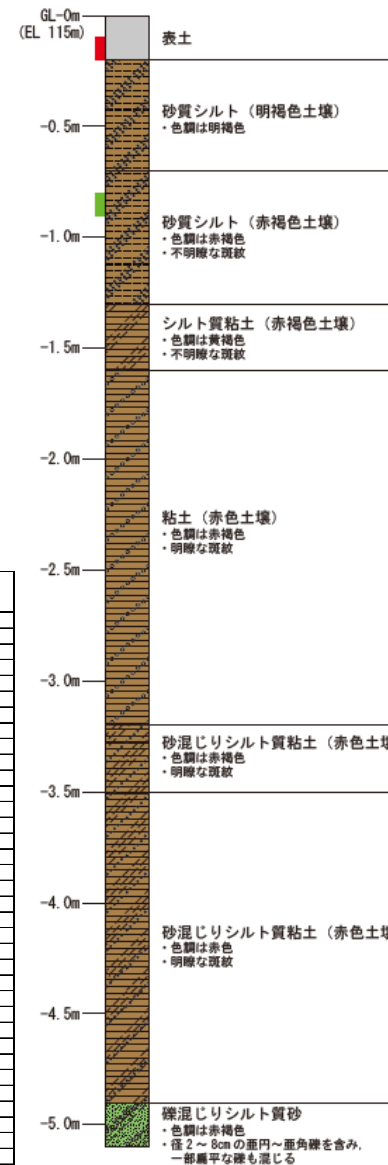 GL-0m
(EL 115m)
表土
砂質シルト（明褐色土壌）
・色調は明褐色
-0.5m
砂質シルト（赤褐色土壌）
・色調は赤褐色
・不明瞭な斑紋
-1.0m
シルト質粘土（赤褐色土壌）
・色調は黄褐色
・不明瞭な斑紋
-1.5m
-2.0m
粘土（赤色土壌）
・色調は赤褐色
・明瞭な斑紋
-2.5m
-3.0m
砂混じりシルト質粘土（赤色土壌
・色調は赤褐色
・明瞭な斑紋
-3.5m
-4.0m
砂混じりシルト質粘土（赤色土壌
・色調は赤色
・明瞭な斑紋
-4.5m
礫混じりシルト質砂
・色調は赤褐色
・径２～８cmの亜円～亜角礫を含み，
一部扁平な礫も混じる
-5.0m